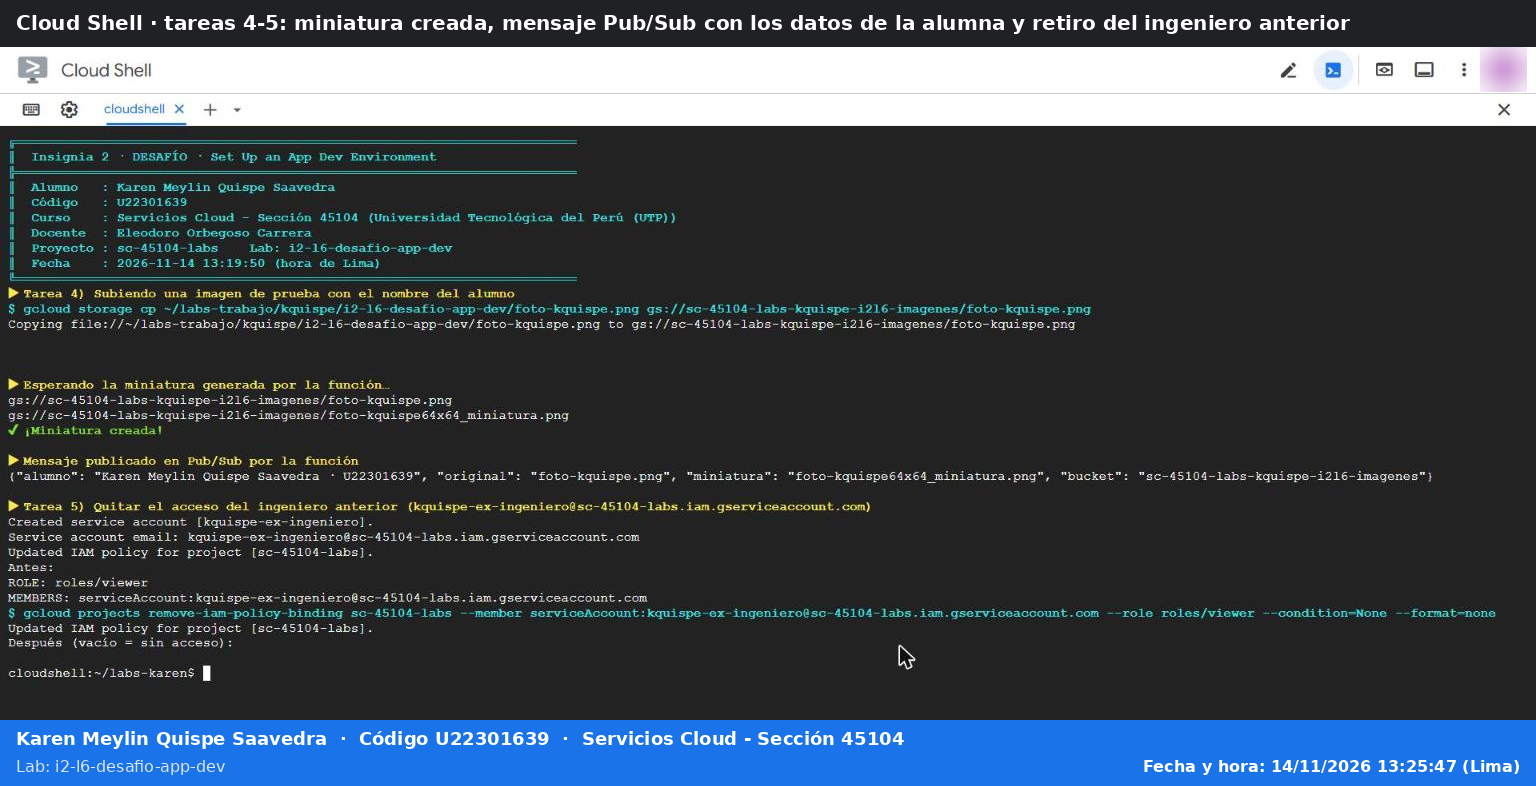 Cloud Shell · tareas 4-5: miniatura creada, mensaje Pub/Sub con los datos de la alumna y retiro del ingeniero anterior
Cloud Shell
cloudshell
Insignia 2 · DESAFÍO · Set Up an App Dev Environment
Alumno : Karen Meylin Quispe Saavedra
Código : U22301639
Curso : Servicios Cloud - Sección 45104 (Universidad Tecnológica del Perú (UTP))
Docente : Eleodoro Orbegoso Carrera
Proyecto : sc-45104-labs Lab: i2-l6-desafio-app-dev
Fecha : 2026-11-14 13:19:50 (hora de Lima)
▶ Tarea 4) Subiendo una imagen de prueba con el nombre del alumno
$ gcloud storage cp ~/labs-trabajo/kquispe/i2-l6-desafio-app-dev/foto-kquispe.png gs://sc-45104-labs-kquispe-i2l6-imagenes/foto-kquispe.png
Copying file://~/labs-trabajo/kquispe/i2-l6-desafio-app-dev/foto-kquispe.png to gs://sc-45104-labs-kquispe-i2l6-imagenes/foto-kquispe.png
▶ Esperando la miniatura generada por la función…
gs://sc-45104-labs-kquispe-i2l6-imagenes/foto-kquispe.png
gs://sc-45104-labs-kquispe-i2l6-imagenes/foto-kquispe64x64_miniatura.png
✔ ¡Miniatura creada!
▶ Mensaje publicado en Pub/Sub por la función
{"alumno": "Karen Meylin Quispe Saavedra · U22301639", "original": "foto-kquispe.png", "miniatura": "foto-kquispe64x64_miniatura.png", "bucket": "sc-45104-labs-kquispe-i2l6-imagenes"}
▶ Tarea 5) Quitar el acceso del ingeniero anterior (kquispe-ex-ingeniero@sc-45104-labs.iam.gserviceaccount.com)
Created service account [kquispe-ex-ingeniero].
Service account email: kquispe-ex-ingeniero@sc-45104-labs.iam.gserviceaccount.com
Updated IAM policy for project [sc-45104-labs].
Antes:
ROLE: roles/viewer
MEMBERS: serviceAccount:kquispe-ex-ingeniero@sc-45104-labs.iam.gserviceaccount.com
$ gcloud projects remove-iam-policy-binding sc-45104-labs --member serviceAccount:kquispe-ex-ingeniero@sc-45104-labs.iam.gserviceaccount.com --role roles/viewer --condition=None --format=none
Updated IAM policy for project [sc-45104-labs].
Después (vacío = sin acceso):
cloudshell:~/labs-karen$
Karen Meylin Quispe Saavedra · Código U22301639 · Servicios Cloud - Sección 45104
Lab: i2-l6-desafio-app-dev
Fecha y hora: 14/11/2026 13:25:47 (Lima)